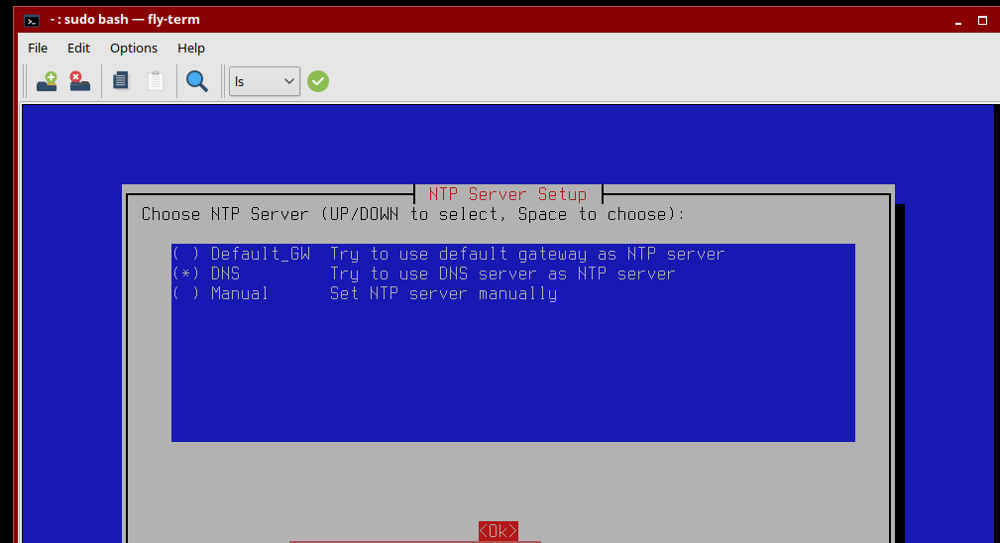 - : sudo bash — fly-term
File Edit Options Help
ls
NTP Server Setup
Choose NTP Server (UP/DOWN to select, Space to choose):
( ) Default_GW Try to use default gateway as NTP server
(*) DNS Try to use DNS server as NTP server
( ) Manual Set NTP server manually
<Ok>